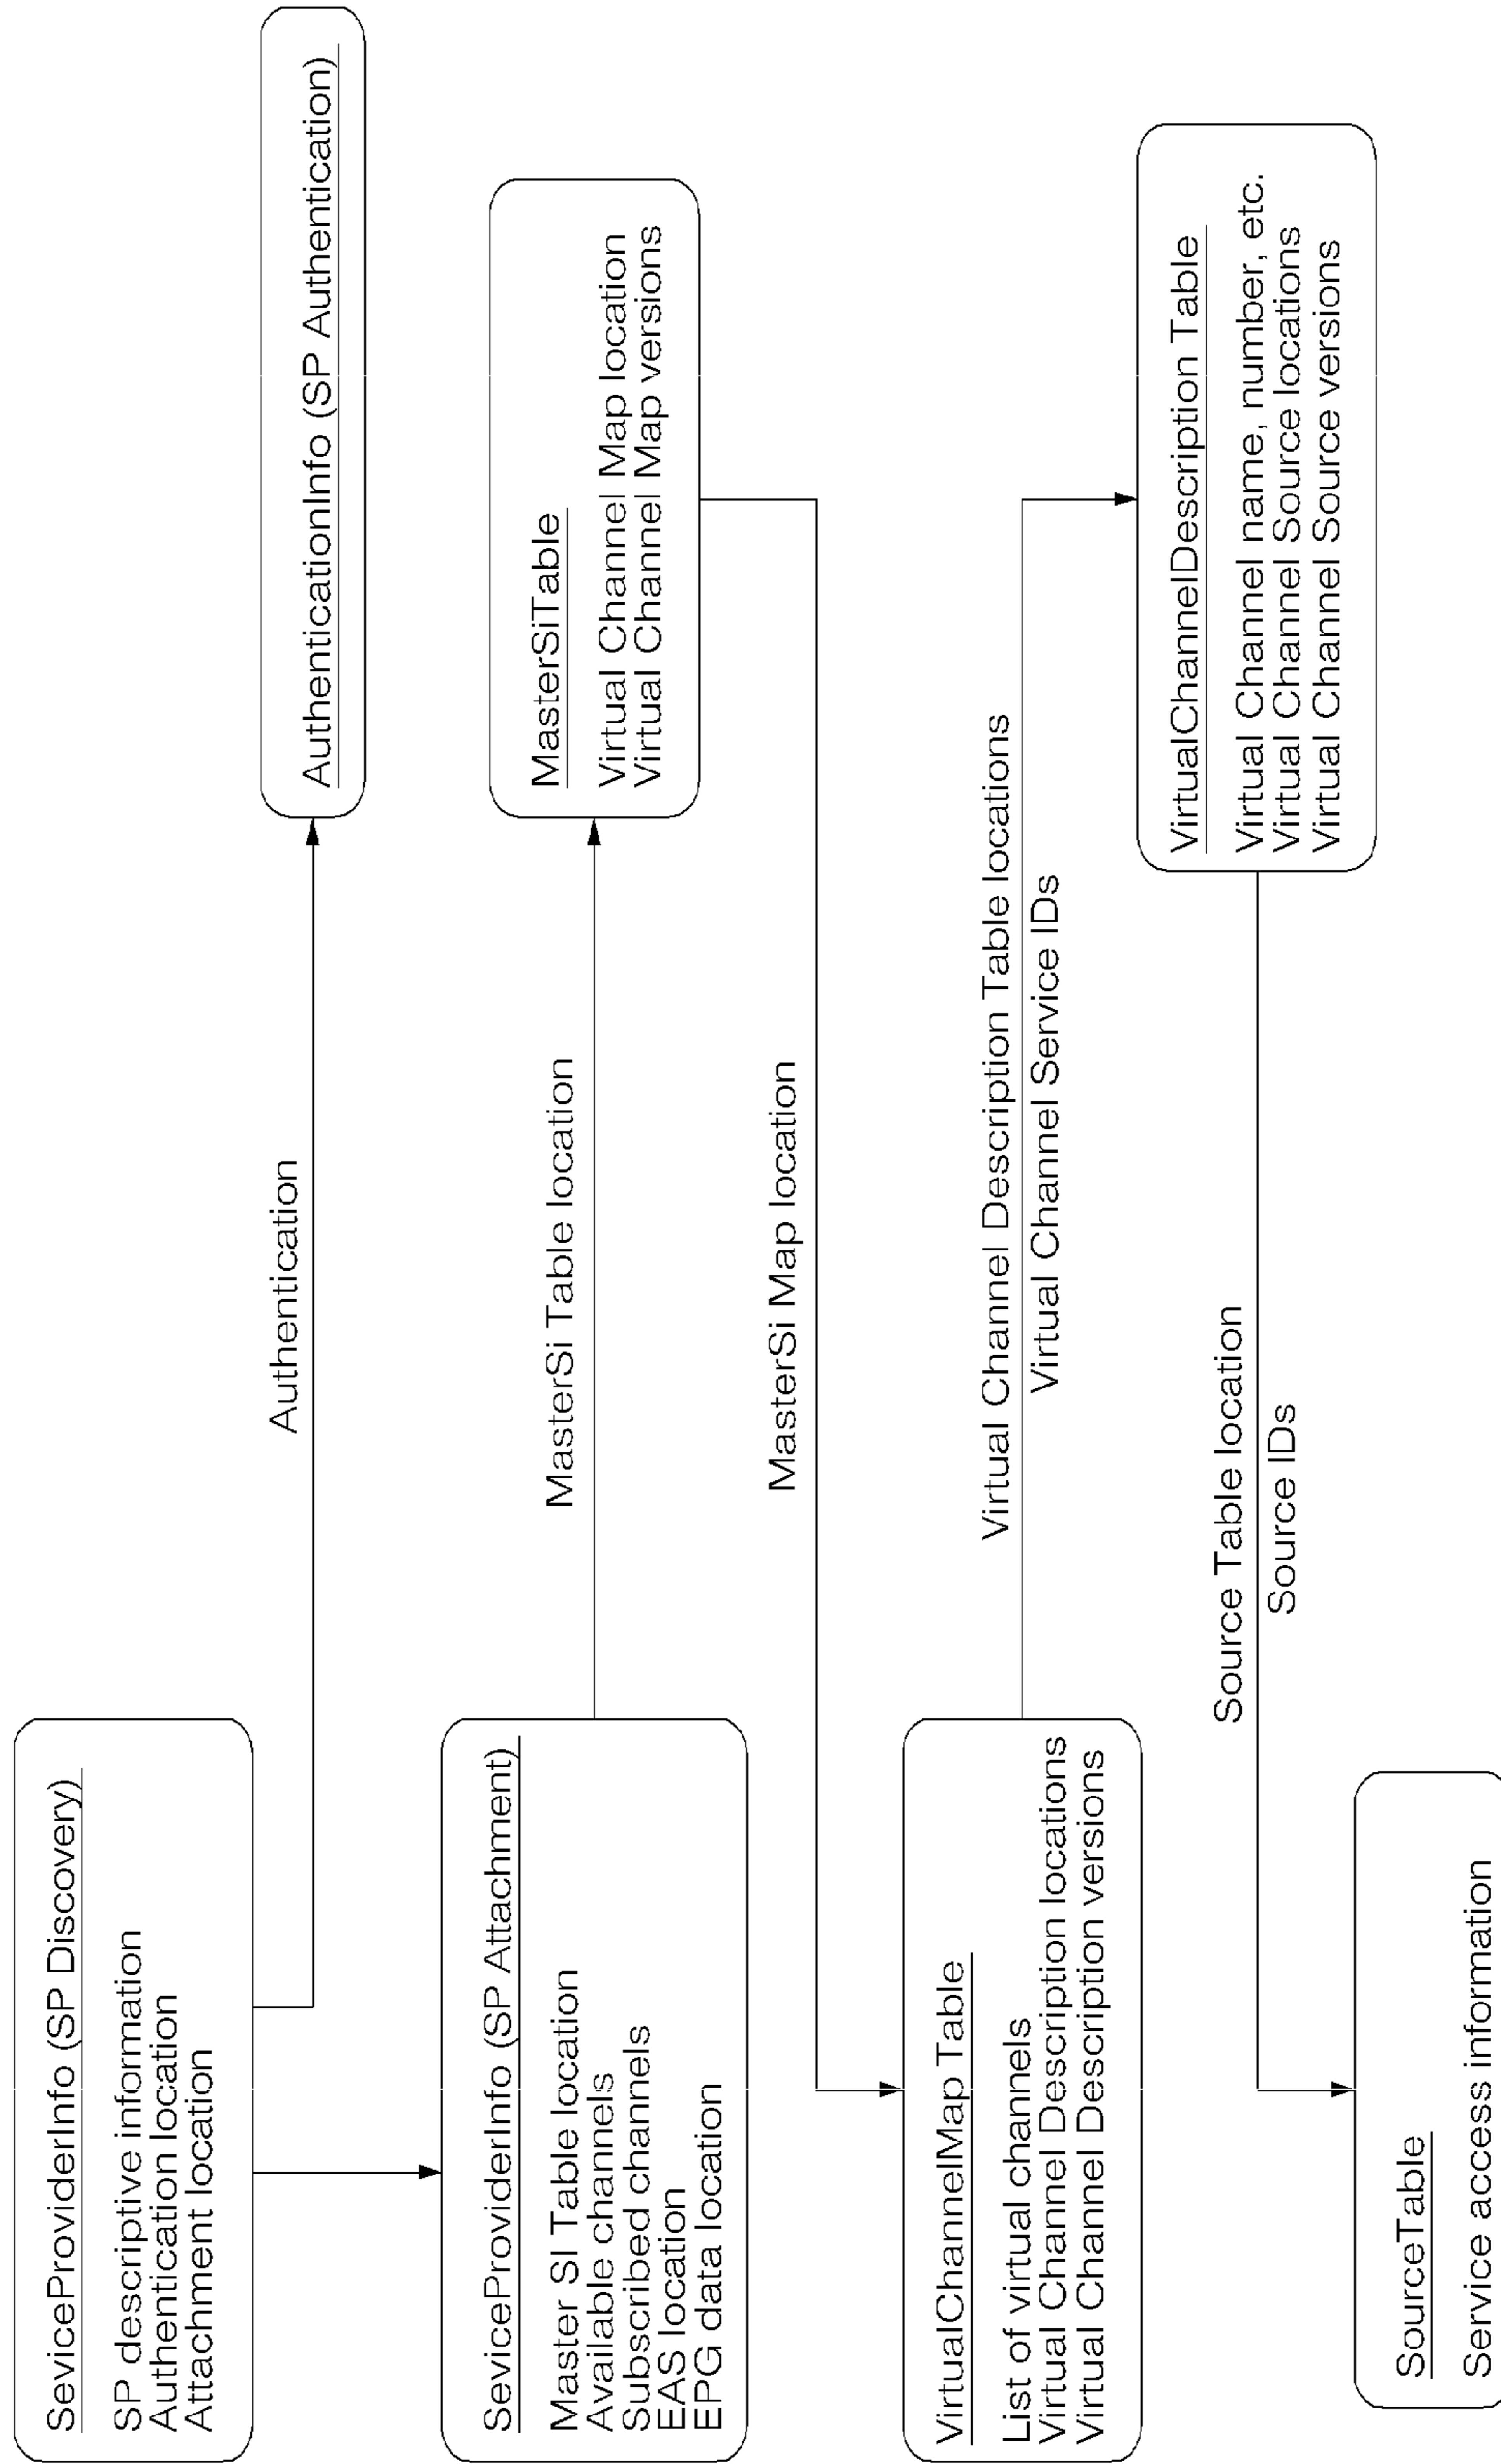 SeviceProviderInfo (SP Discovery)
SP descriptive information
Authentication location
Attachment location
Authentication
AuthenticationInfo (SP Authentication)
SeviceProviderInfo (SP Attachment)
Master SI Table location
Available channels
Subscribed channels
EAS location
EPG data location
MasterSi Table location
MasterSiTable
Virtual Channel Map location
Virtual Channel Map versions
MasterSi Map location
VirtualChannelMap Table
List of virtual channels
Virtual Channel Description locations
Virtual Channel Description versions
Virtual Channel Description Table locations
Virtual Channel Service IDs
VirtualChannelDescription Table
Virtual Channel name, number, etc.
Virtual Channel Source locations
Virtual Channel Source versions
Source Table location
Source IDs
SourceTable
Service access information